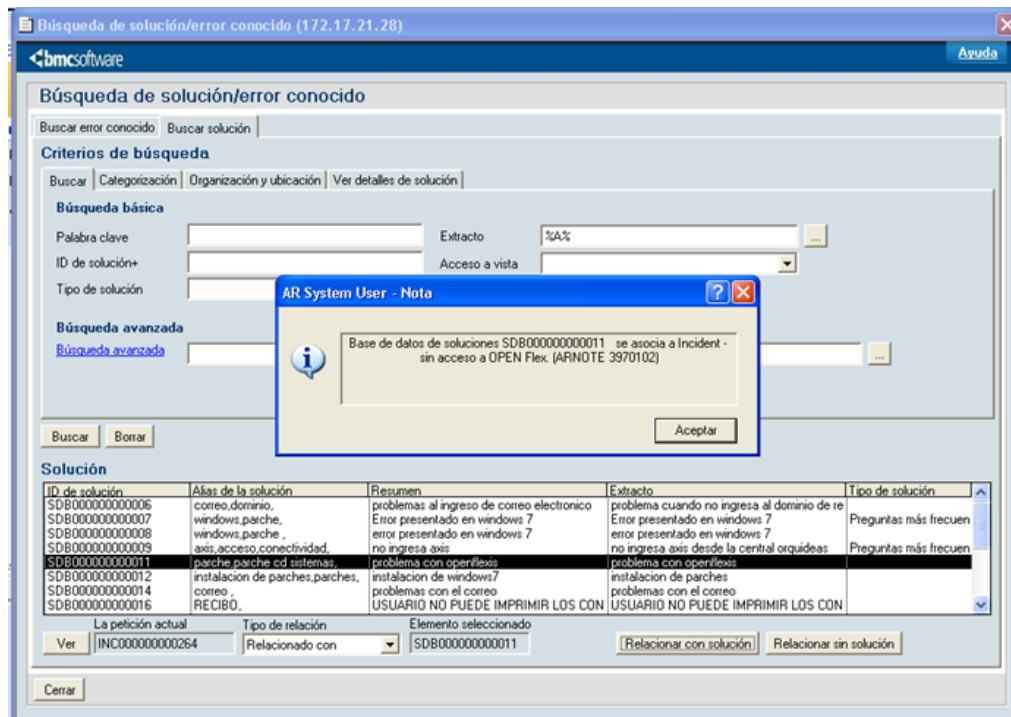 Búsqueda de solución/error conocido (172.17.21.28)
bmcsoftware
Ayuda
Búsqueda de solución/error conocido
Buscar error conocido Buscar solución
Criterios de búsqueda
Buscar Categorización Organización y ubicación Ver detalles de solución
Búsqueda básica
Palabra clave Extracto %A% ...
ID de solución+ Acceso a vista
Tipo de solución
AR System User - Nota
Base de datos de soluciones SDB000000000011 se asocia a Incident -
sin acceso a OPEN Flex. (ARNOTE 3970102)
Aceptar
Búsqueda avanzada
Búsqueda avanzada ...
Buscar Borrar
Solución
ID de solución Alias de la solución Resumen Extracto Tipo de solución
SDB000000000006 correo,dominio, problemas al ingreso de correo electronico problema cuando no ingresa al dominio de re
SDB000000000007 windows,parche, Error presentado en windows 7 Error presentado en windows 7 Preguntas más frecuen
SDB000000000008 windows,parche , error presentado en windows 7 error presentado en windows 7
SDB000000000009 axis,acceso,conectividad, no ingresa axis no ingresa axis desde la central orquideas Preguntas más frecuen
SDB000000000011 parche,parche cd sistemas, problema con openflexis problema con openflexis
SDB000000000012 instalacion de parches,parches, instalacion de windows7 instalacion de parches
SDB000000000014 correo , problemas con el correo problemas con el correo
SDB000000000016 RECIBO, USUARIO NO PUEDE IMPRIMIR LOS CON USUARIO NO PUEDE IMPRIMIR LOS CON
La petición actual Tipo de relación Elemento seleccionado
Ver INC000000000264 Relacionado con SDB000000000011 Relacionar con solución Relacionar sin solución
Cerrar